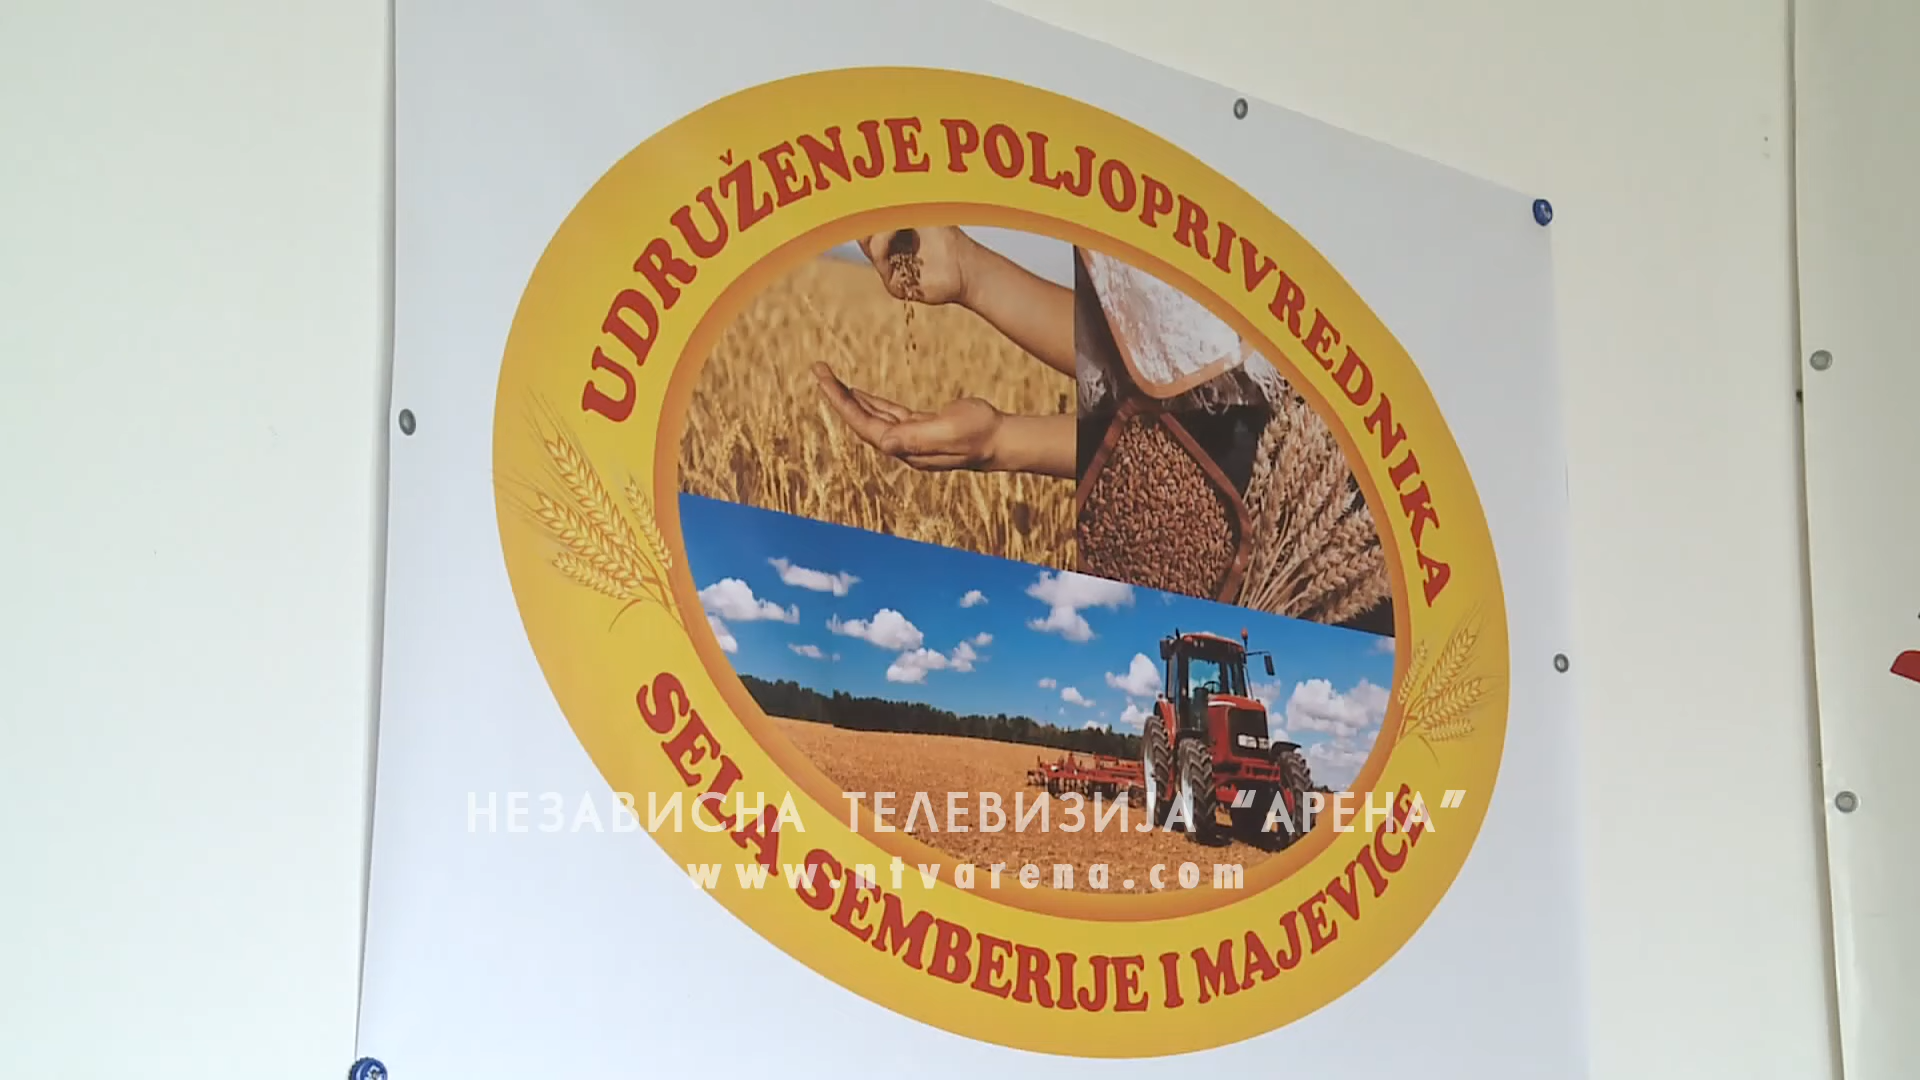 UDRUŽENJE POLJOPRIVREDNIKA
SELA SEMBERIJE I MAJEVICE
НЕЗАВИСНА ТЕЛЕВИЗИЈА “АРЕНА”
www.ntvarena.com